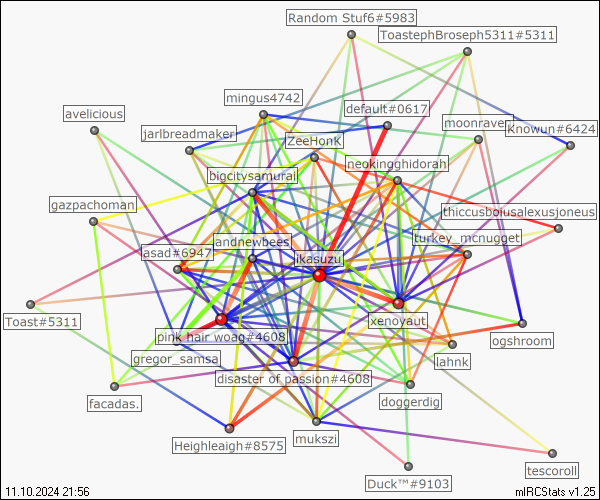 Random Stuf6#5983
ToastephBroseph5311#5311
mingus4742
default#0617
avelicious
moonraven
Knowun#6424
jarlbreadmaker
ZeeHonk
neokingghidorah
bigcitysamurai
gazpachoman
thiccusboiusalexusjoneus
andnewbees
turkey_mcnugget
asad#6947
ikasuzu
Toast#5311
xenoyaut
pink hair woag#4608
ogshroom
gregor_samsa
lahnk
disaster of passion#4608
facadas.
doggerdig
Heighleaigh#8575
mukszi
tescoroll
Duck™#9103
11.10.2024 21:56
mIRCStats v1.25